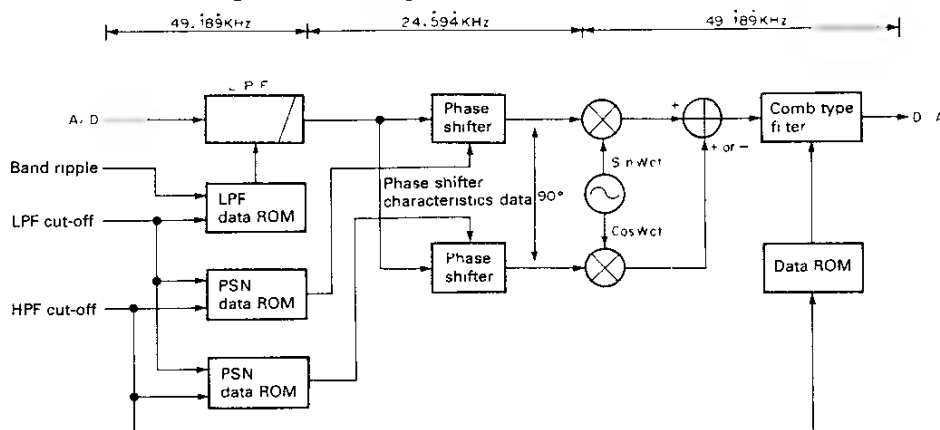 49.189KHz
24.594KHz
49.189KHz
L P F
A/D
Phase
shifter
Comb type
filter
D A
+
+ or −
Band ripple
Sin Wct
LPF
data ROM
Phase shifter
characteristics data
90°
LPF cut-off
Cos Wct
PSN
data ROM
Phase
shifter
Data ROM
HPF cut-off
PSN
data ROM